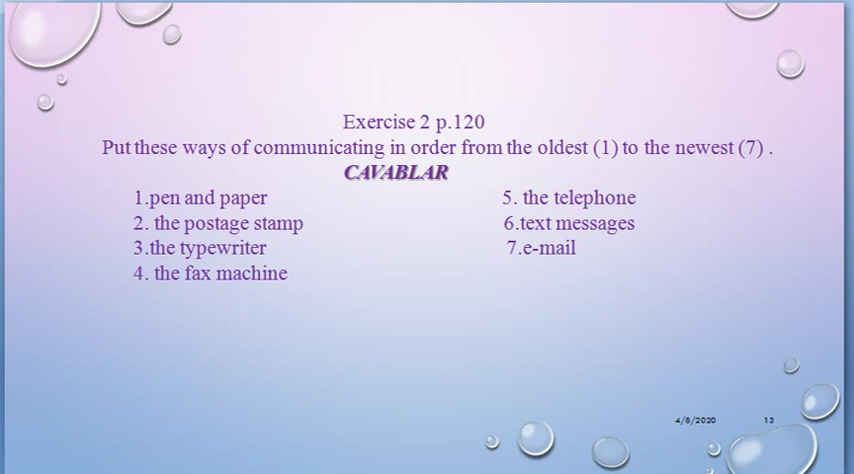 Exercise 2 p.120
Put these ways of communicating in order from the oldest (1) to the newest (7) .
CAVABLAR
1.pen and paper
2. the postage stamp
3.the typewriter
4. the fax machine
5. the telephone
6.text messages
7.e-mail
4/8/2020
13